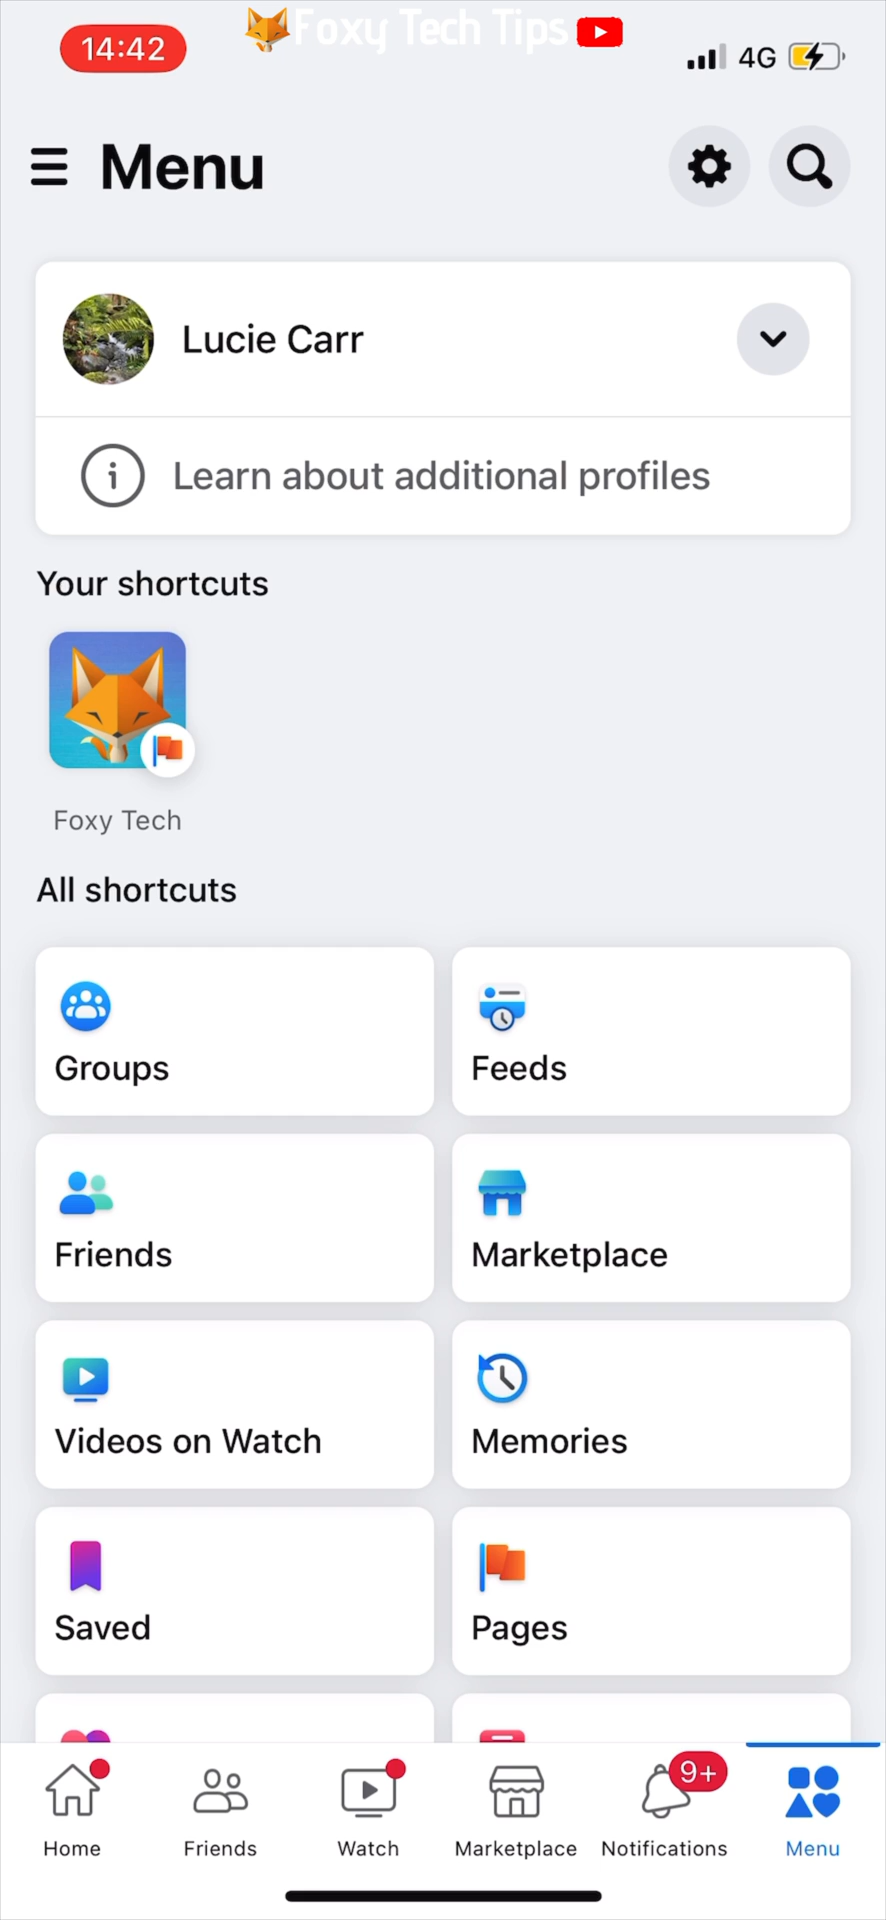 14:42
Foxy Tech Tips
4G
Menu
Lucie Carr
Learn about additional profiles
Your shortcuts
Foxy Tech
All shortcuts
Groups
Feeds
Friends
Marketplace
Videos on Watch
Memories
Saved
Pages
9+
Home
Friends
Watch
Marketplace
Notifications
Menu